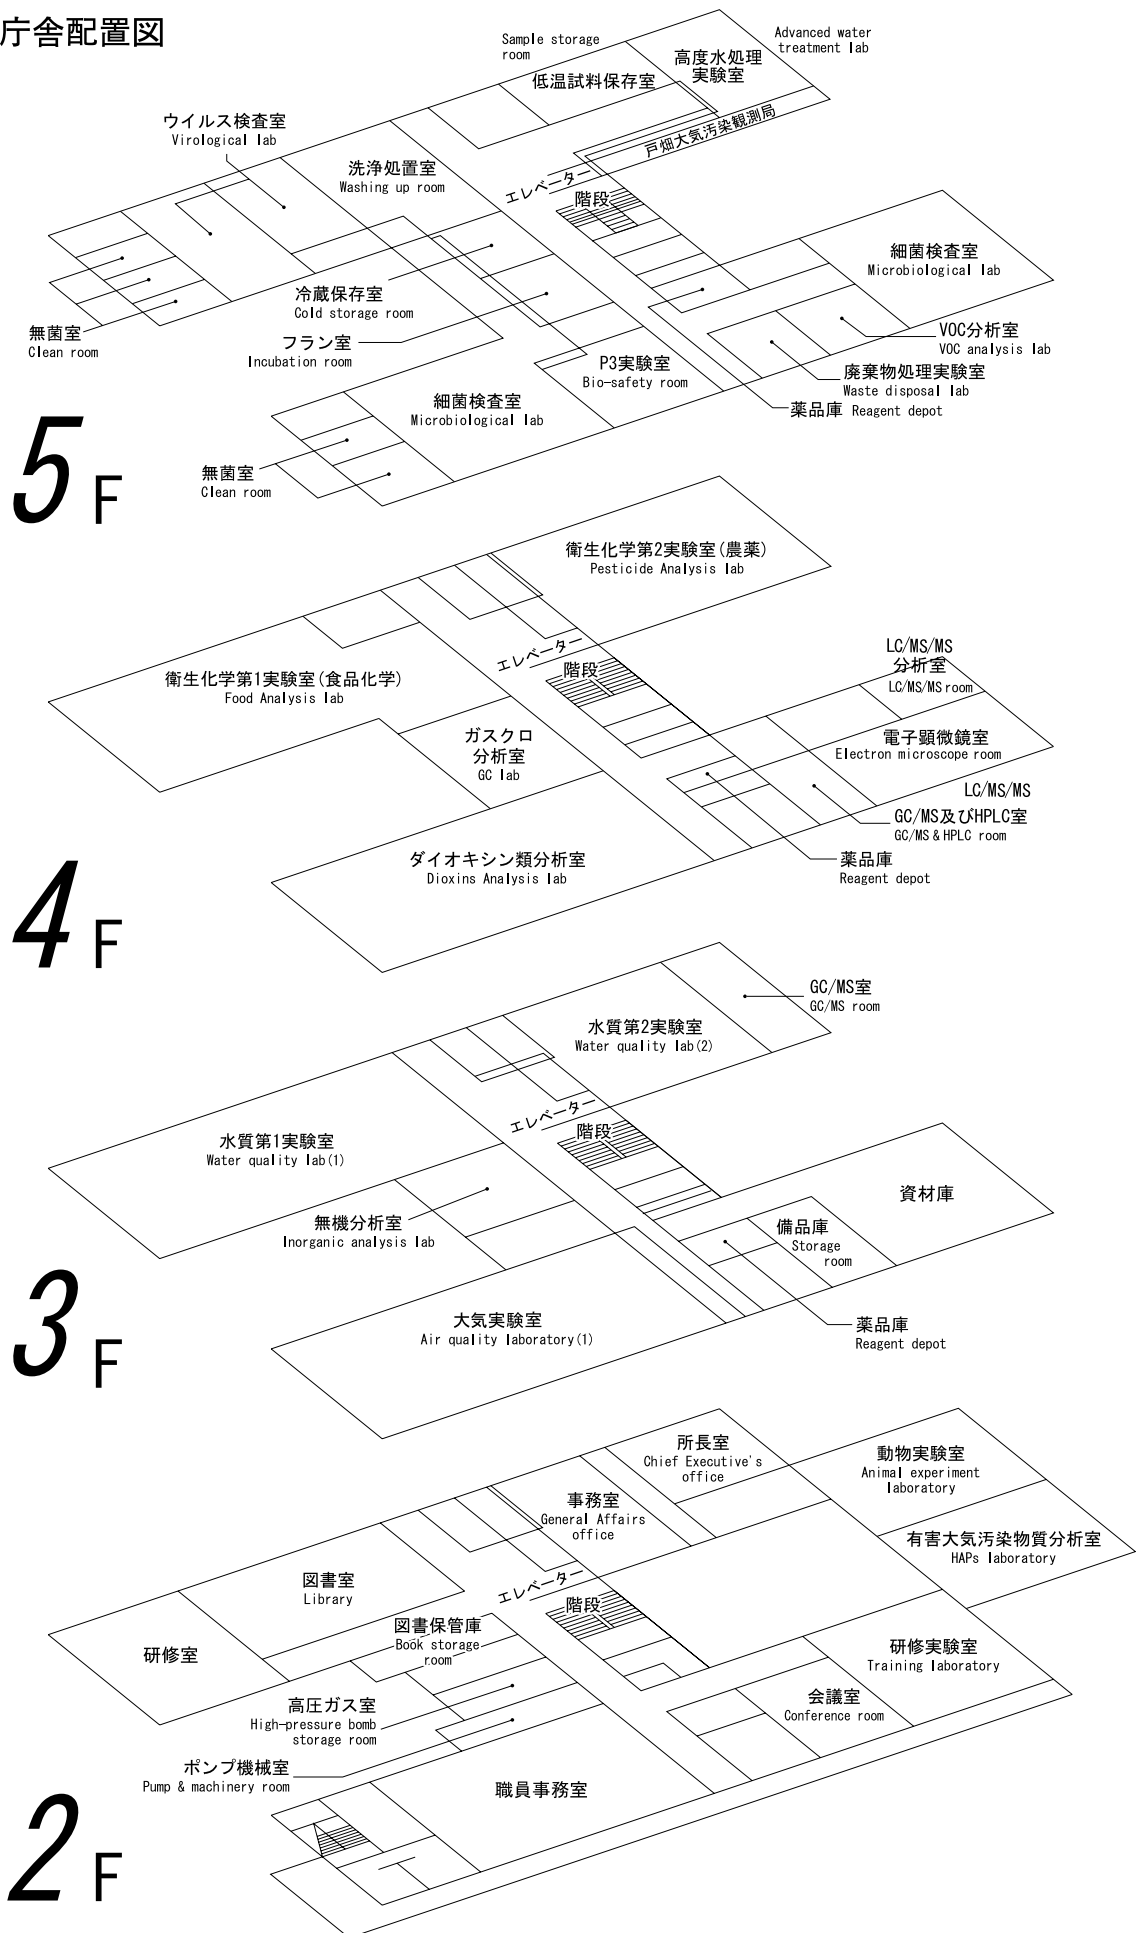 庁舎配置図
Sample storage
room
低温試料保存室
高度水処理
実験室
Advanced water
treatment lab
戸畑大気汚染観測局
ウイルス検査室
Virological lab
洗浄処置室
Washing up room
エレベーター
階段
細菌検査室
Microbiological lab
冷蔵保存室
Cold storage room
無菌室
Clean room
フラン室
Incubation room
VOC分析室
VOC analysis lab
P3実験室
Bio-safety room
廃棄物処理実験室
Waste disposal lab
薬品庫 Reagent depot
細菌検査室
Microbiological lab
無菌室
Clean room
5 F
衛生化学第2実験室(農薬)
Pesticide Analysis lab
エレベーター
階段
LC/MS/MS
分析室
LC/MS/MS room
衛生化学第1実験室(食品化学)
Food Analysis lab
ガスクロ
分析室
GC lab
電子顕微鏡室
Electron microscope room
LC/MS/MS
GC/MS及びHPLC室
GC/MS & HPLC room
薬品庫
Reagent depot
ダイオキシン類分析室
Dioxins Analysis lab
4 F
GC/MS室
GC/MS room
水質第2実験室
Water quality lab(2)
エレベーター
階段
水質第1実験室
Water quality lab(1)
資材庫
無機分析室
Inorganic analysis lab
備品庫
Storage
room
大気実験室
Air quality laboratory(1)
薬品庫
Reagent depot
3 F
所長室
Chief Executive's
office
動物実験室
Animal experiment
laboratory
事務室
General Affairs
office
有害大気汚染物質分析室
HAPs laboratory
図書室
Library
エレベーター
階段
図書保管庫
Book storage
room
研修室
研修実験室
Training laboratory
高圧ガス室
High-pressure bomb
storage room
会議室
Conference room
ポンプ機械室
Pump & machinery room
職員事務室
2 F